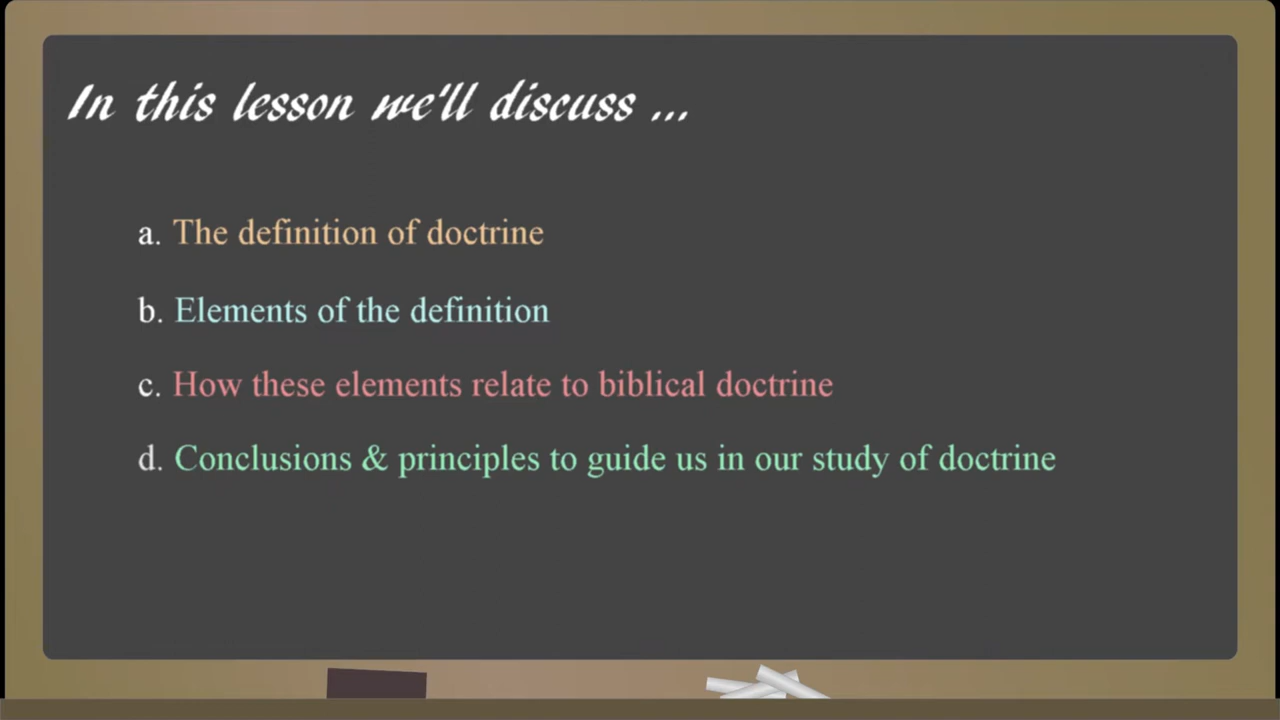 In this lesson we'll discuss ...
a. The definition of doctrine
b. Elements of the definition
c. How these elements relate to biblical doctrine
d. Conclusions & principles to guide us in our study of doctrine